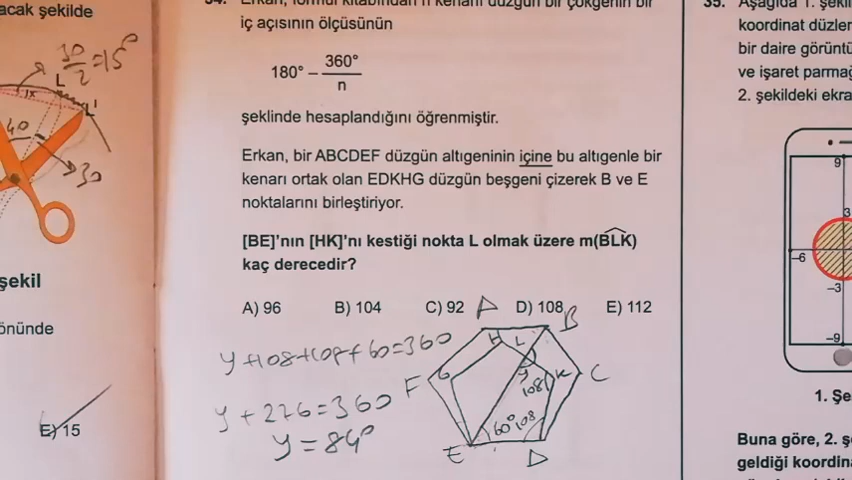 acak şekilde
30/2=15°
L
1x
L'
40
30
şekil
önünde
E) 15
34. Erkan, formül kitabından n kenarlı düzgün bir çokgenin bir
iç açısının ölçüsünün
180° – 360°/n
şeklinde hesaplandığını öğrenmiştir.
Erkan, bir ABCDEF düzgün altıgeninin içine bu altıgenle bir
kenarı ortak olan EDKHG düzgün beşgeni çizerek B ve E
noktalarını birleştiriyor.
[BE]'nın [HK]'nı kestiği nokta L olmak üzere m(BLK)
kaç derecedir?
A) 96 B) 104 C) 92 D) 108 E) 112
y+108+108+60=360
y+276=360
y=84°
A
B
H
L
F
G
y
K
C
108
60°
108
E
D
35. Aşağıda 1. şekil
koordinat düzlem
bir daire görüntü
ve işaret parmağ
2. şekildeki ekra
9
3
–6
–3
–9
1. Şe
Buna göre, 2. ş
geldiği koordina